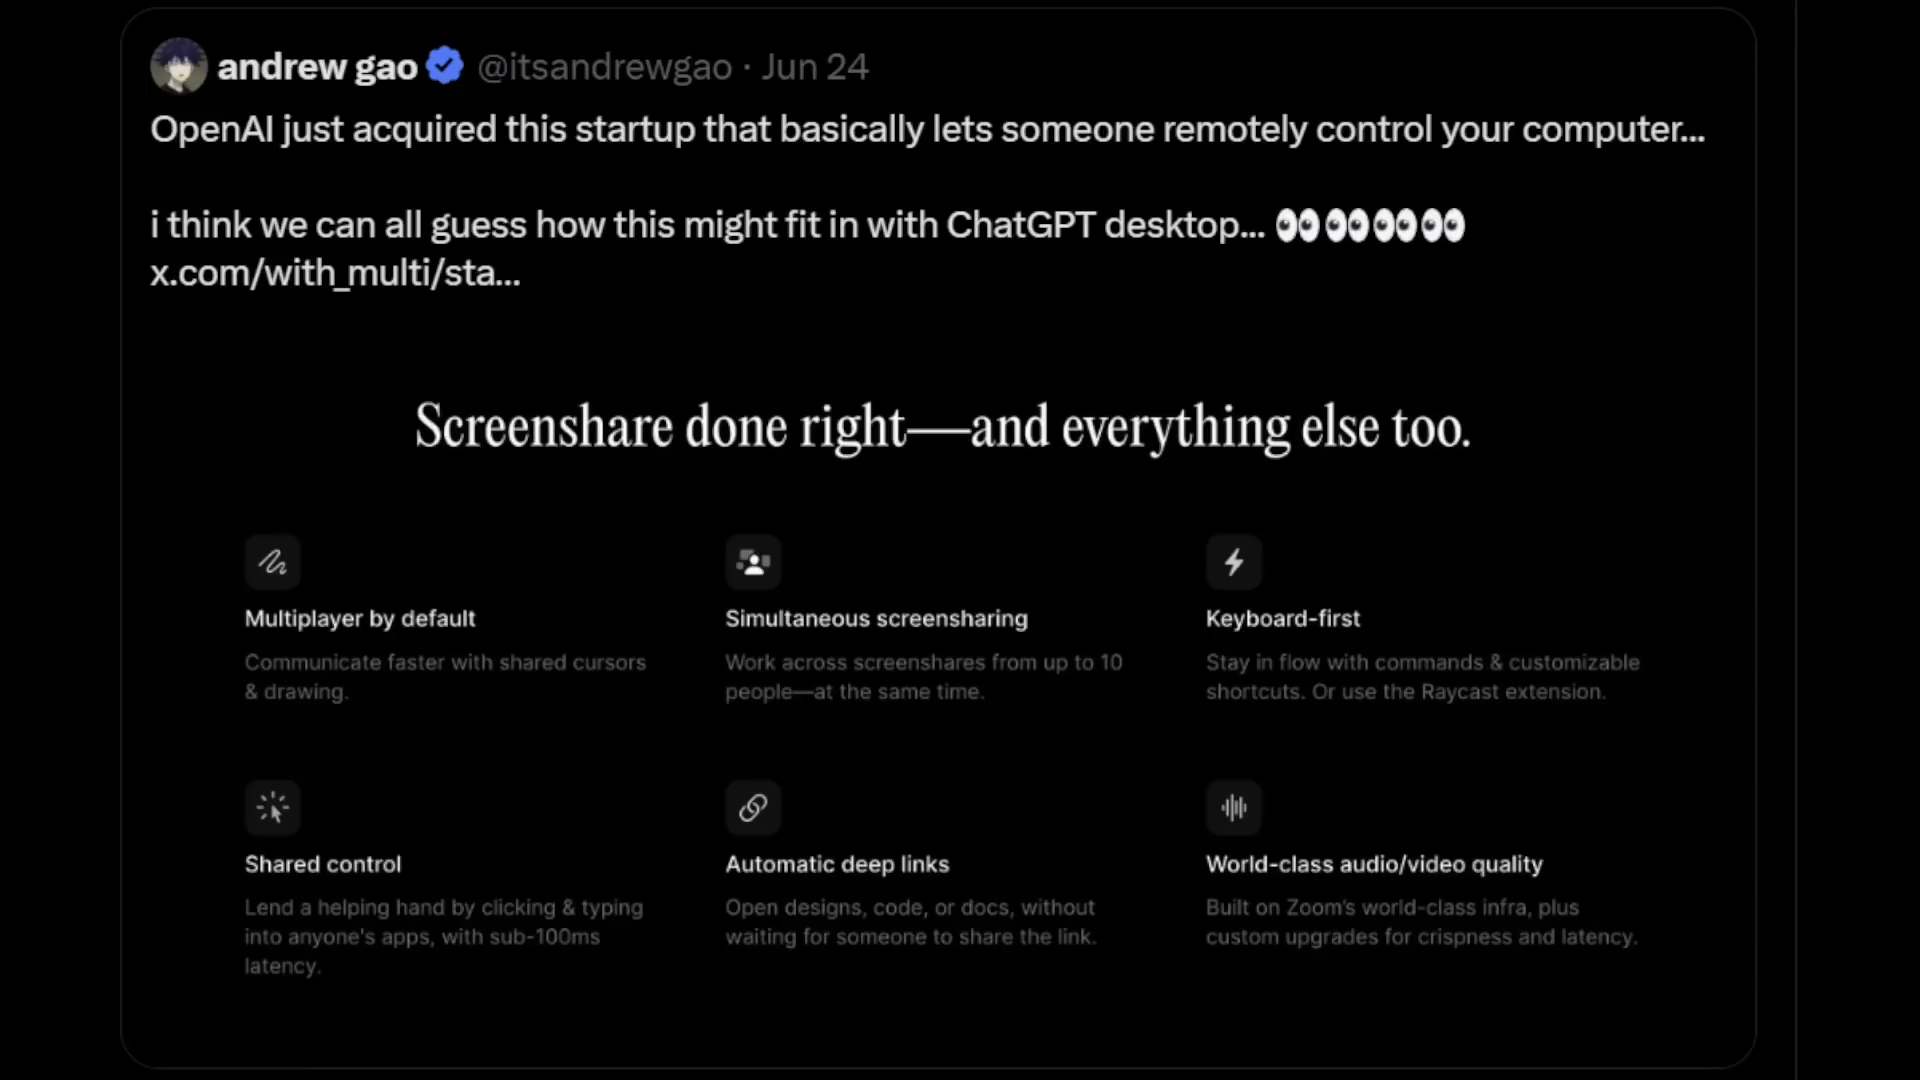 andrew gao @itsandrewgao · Jun 24
OpenAI just acquired this startup that basically lets someone remotely control your computer...
i think we can all guess how this might fit in with ChatGPT desktop... 👀👀👀👀
x.com/with_multi/sta...
Screenshare done right—and everything else too.
Multiplayer by default
Communicate faster with shared cursors
& drawing.
Simultaneous screensharing
Work across screenshares from up to 10
people—at the same time.
Keyboard-first
Stay in flow with commands & customizable
shortcuts. Or use the Raycast extension.
Shared control
Lend a helping hand by clicking & typing
into anyone's apps, with sub-100ms
latency.
Automatic deep links
Open designs, code, or docs, without
waiting for someone to share the link.
World-class audio/video quality
Built on Zoom's world-class infra, plus
custom upgrades for crispness and latency.